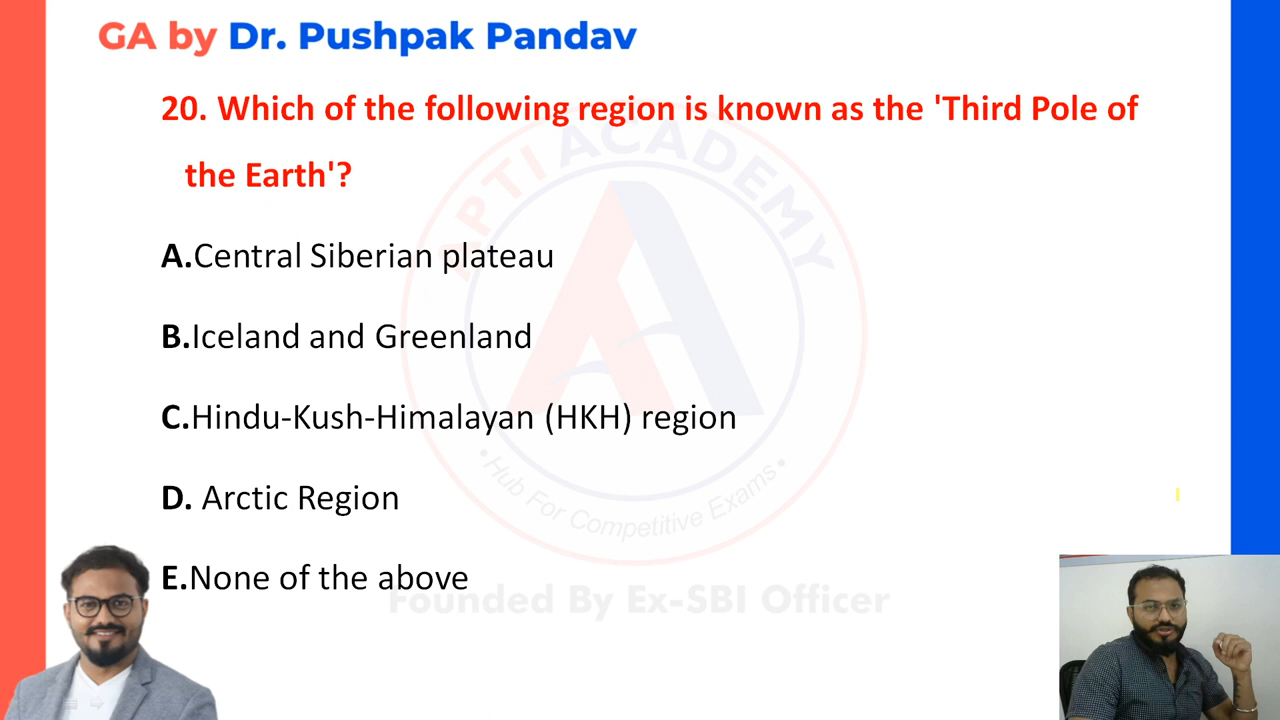 GA by Dr. Pushpak Pandav
20. Which of the following region is known as the 'Third Pole of
the Earth'?
APTI ACADEMY
A.Central Siberian plateau
B.Iceland and Greenland
C.Hindu-Kush-Himalayan (HKH) region
D. Arctic Region
•Hub For Competitive Exams•
E.None of the above
Founded By Ex-SBI Officer